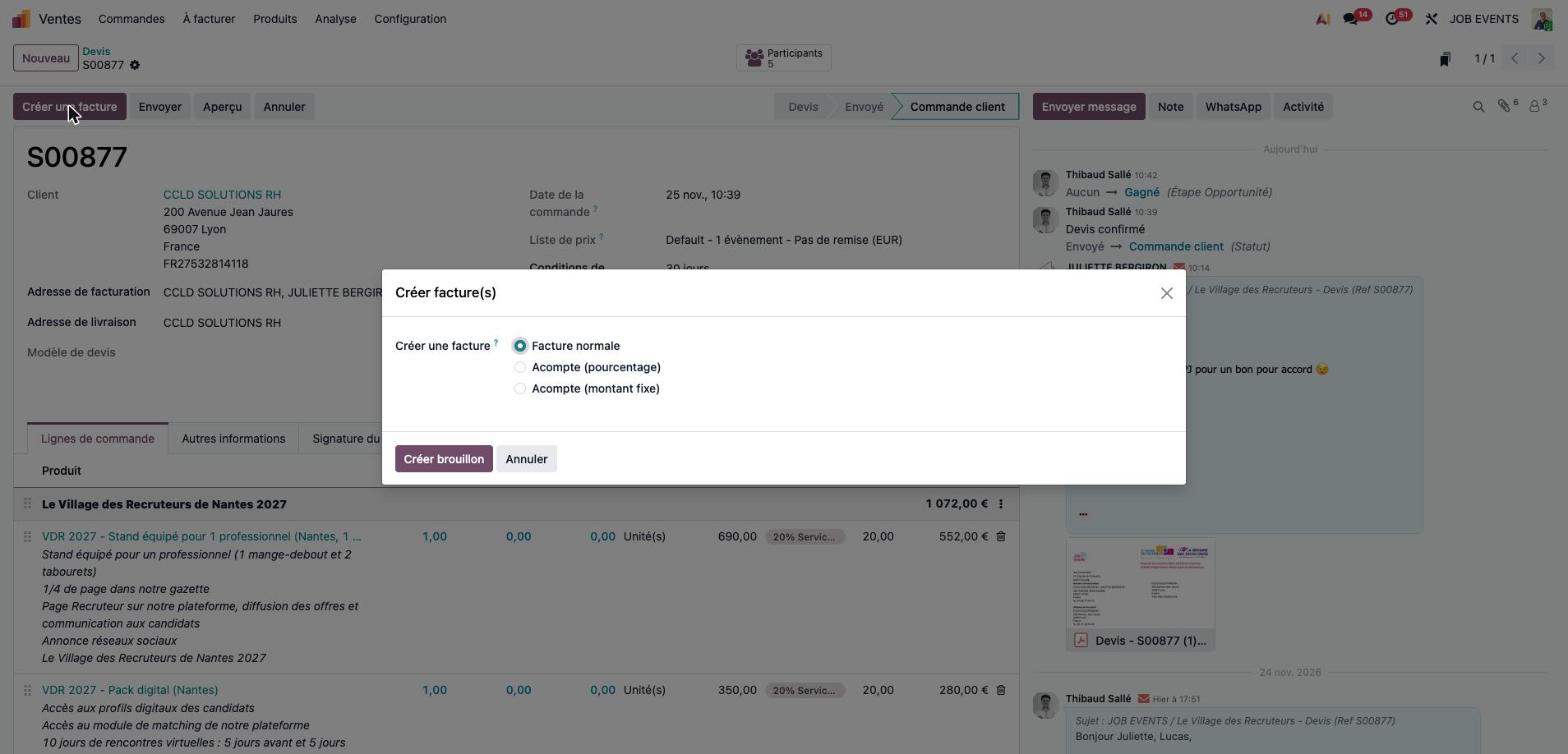 Ventes Commandes À facturer Produits Analyse Configuration 14 51 JOB EVENTS
Nouveau Devis
S00877
Participants
5
1 / 1
Créer une facture Envoyer Aperçu Annuler Devis Envoyé Commande client
Envoyer message Note WhatsApp Activité 6 3
S00877
Client CCLD SOLUTIONS RH
200 Avenue Jean Jaures
69007 Lyon
France
FR27532814118
Adresse de facturation CCLD SOLUTIONS RH, JULIETTE BERGIR
Adresse de livraison CCLD SOLUTIONS RH
Modèle de devis
Date de la
commande ? 25 nov., 10:39
Liste de prix ? Default - 1 évènement - Pas de remise (EUR)
Conditions de 30 jours
Créer facture(s)
Créer une facture ? Facture normale
Acompte (pourcentage)
Acompte (montant fixe)
Créer brouillon Annuler
Lignes de commande Autres informations Signature du
Produit
Le Village des Recruteurs de Nantes 2027 1 072,00 €
VDR 2027 - Stand équipé pour 1 professionnel (Nantes, 1 ... 1,00 0,00 0,00 Unité(s) 690,00 20% Servic... 20,00 552,00 €
Stand équipé pour un professionnel (1 mange-debout et 2
tabourets)
1/4 de page dans notre gazette
Page Recruteur sur notre plateforme, diffusion des offres et
communication aux candidats
Annonce réseaux sociaux
Le Village des Recruteurs de Nantes 2027
VDR 2027 - Pack digital (Nantes) 1,00 0,00 0,00 Unité(s) 350,00 20% Servic... 20,00 280,00 €
Accès aux profils digitaux des candidats
Accès au module de matching de notre plateforme
10 jours de rencontres virtuelles : 5 jours avant et 5 jours
Aujourd'hui
Thibaud Sallé 10:42
Aucun → Gagné (Étape Opportunité)
Thibaud Sallé 10:39
Devis confirmé
Envoyé → Commande client (Statut)
JULIETTE BERGIRON 10:14
/ Le Village des Recruteurs - Devis (Ref S00877)
pour un bon pour accord 😉
...
Devis - S00877 (1)...
24 nov. 2026
Thibaud Sallé Hier à 17:51
Sujet : JOB EVENTS / Le Village des Recruteurs - Devis (Ref S00877)
Bonjour Juliette, Lucas,